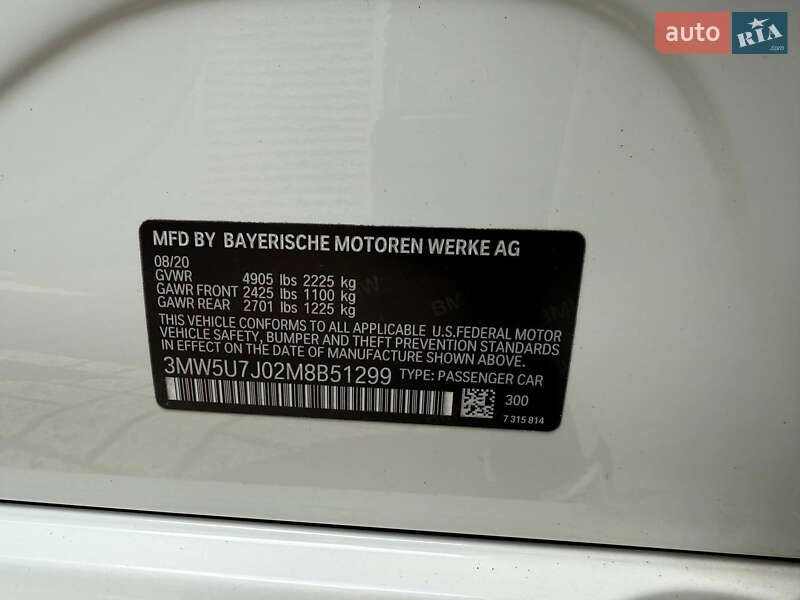 auto RIA
.com
MFD BY BAYERISCHE MOTOREN WERKE AG
08/20
GVWR 4905 lbs 2225 kg
GAWR FRONT 2425 lbs 1100 kg
GAWR REAR 2701 lbs 1225 kg
THIS VEHICLE CONFORMS TO ALL APPLICABLE U.S.FEDERAL MOTOR
VEHICLE SAFETY, BUMPER AND THEFT PREVENTION STANDARDS
IN EFFECT ON THE DATE OF MANUFACTURE SHOWN ABOVE.
3MW5U7J02M8B51299 TYPE: PASSENGER CAR
300
7 315 814